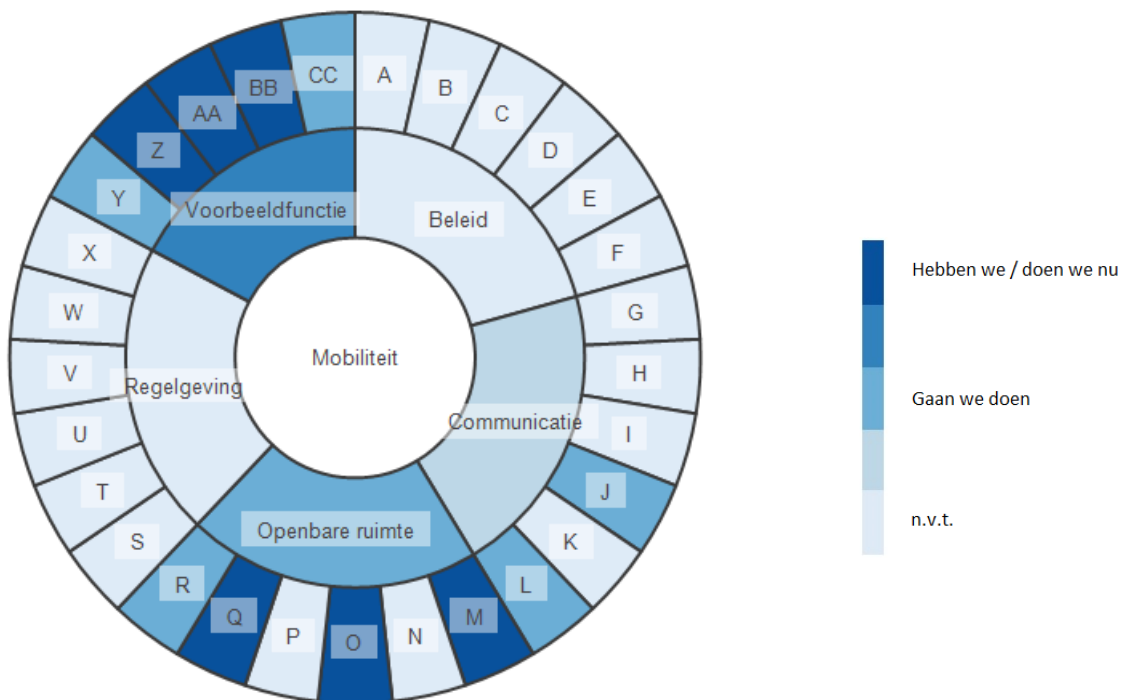 Mobiliteit
Beleid
Communicatie
Openbare ruimte
Regelgeving
Voorbeeldfunctie
A
B
C
D
E
F
G
H
I
J
K
L
M
N
O
P
Q
R
S
T
U
V
W
X
Y
Z
AA
BB
CC
Hebben we / doen we nu
Gaan we doen
n.v.t.